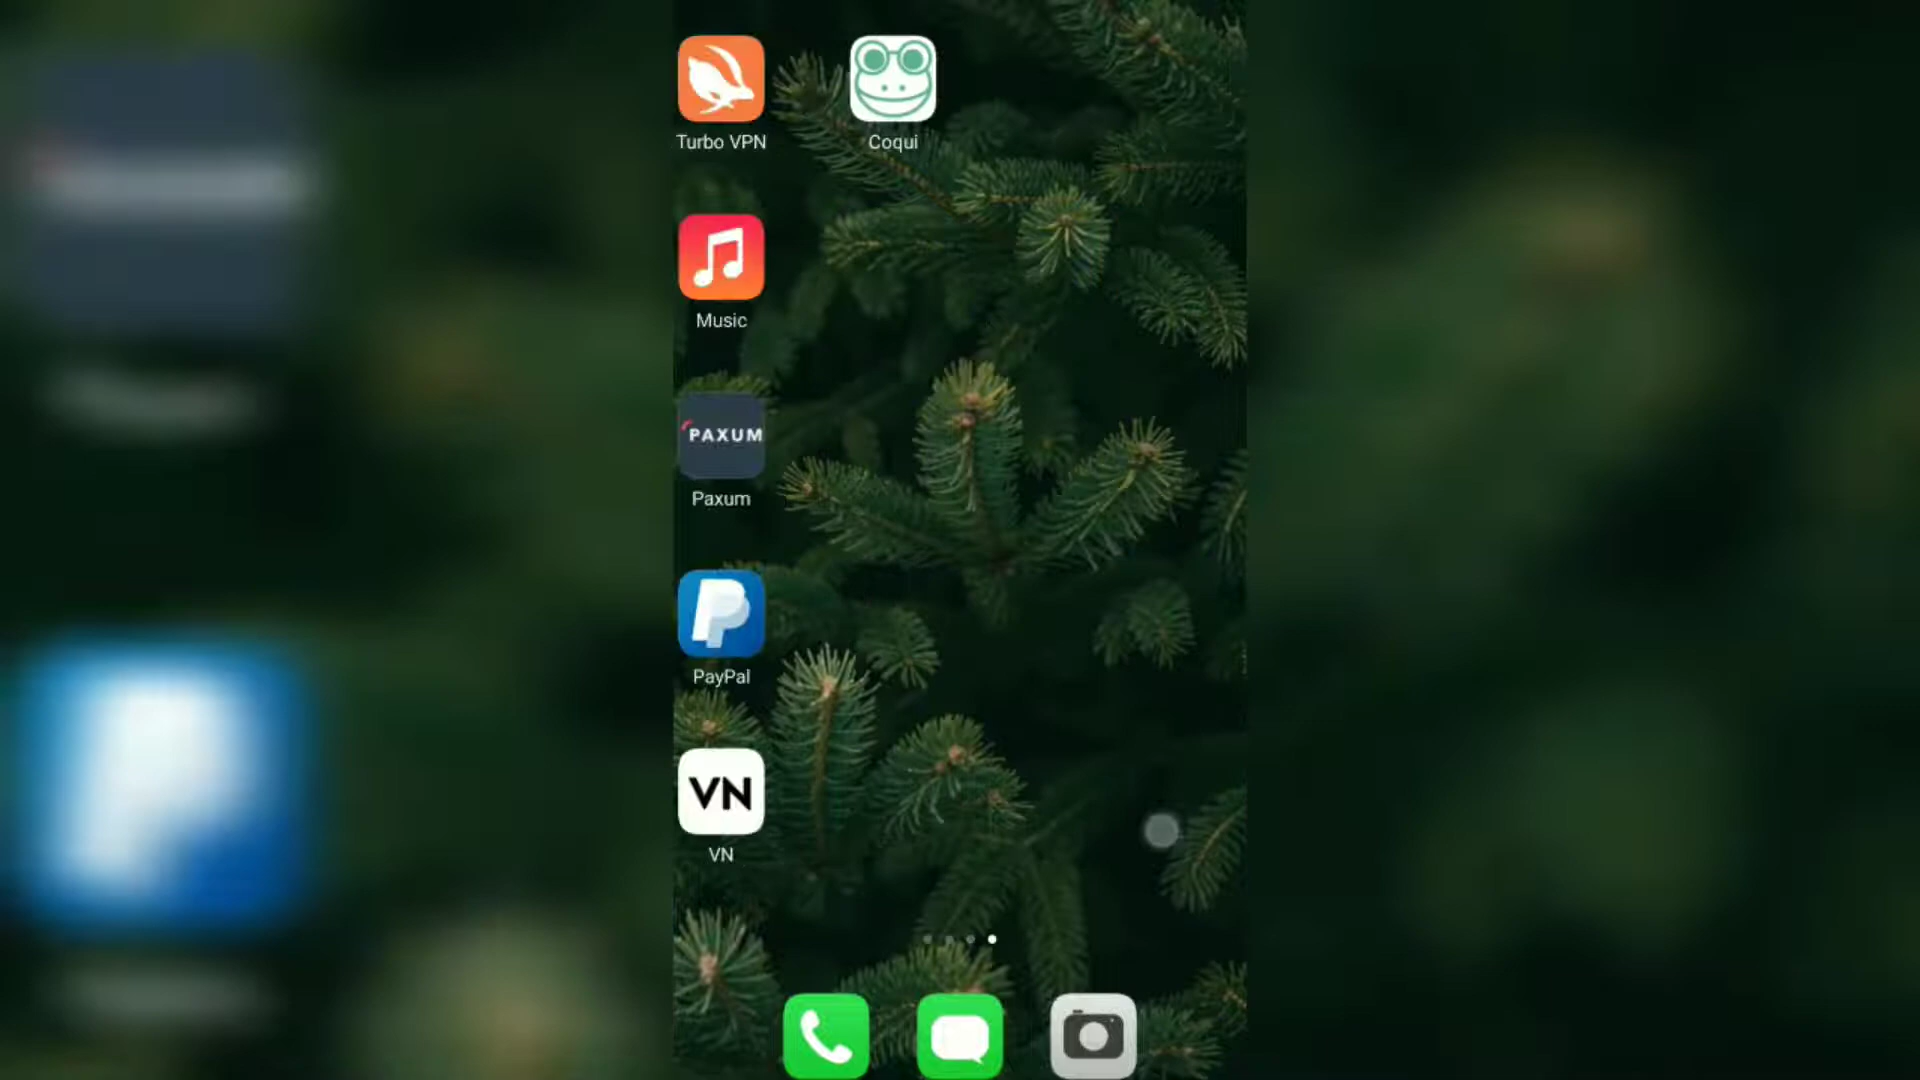 Turbo VPN
Coqui
Music
PAXUM
Paxum
PayPal
VN
VN